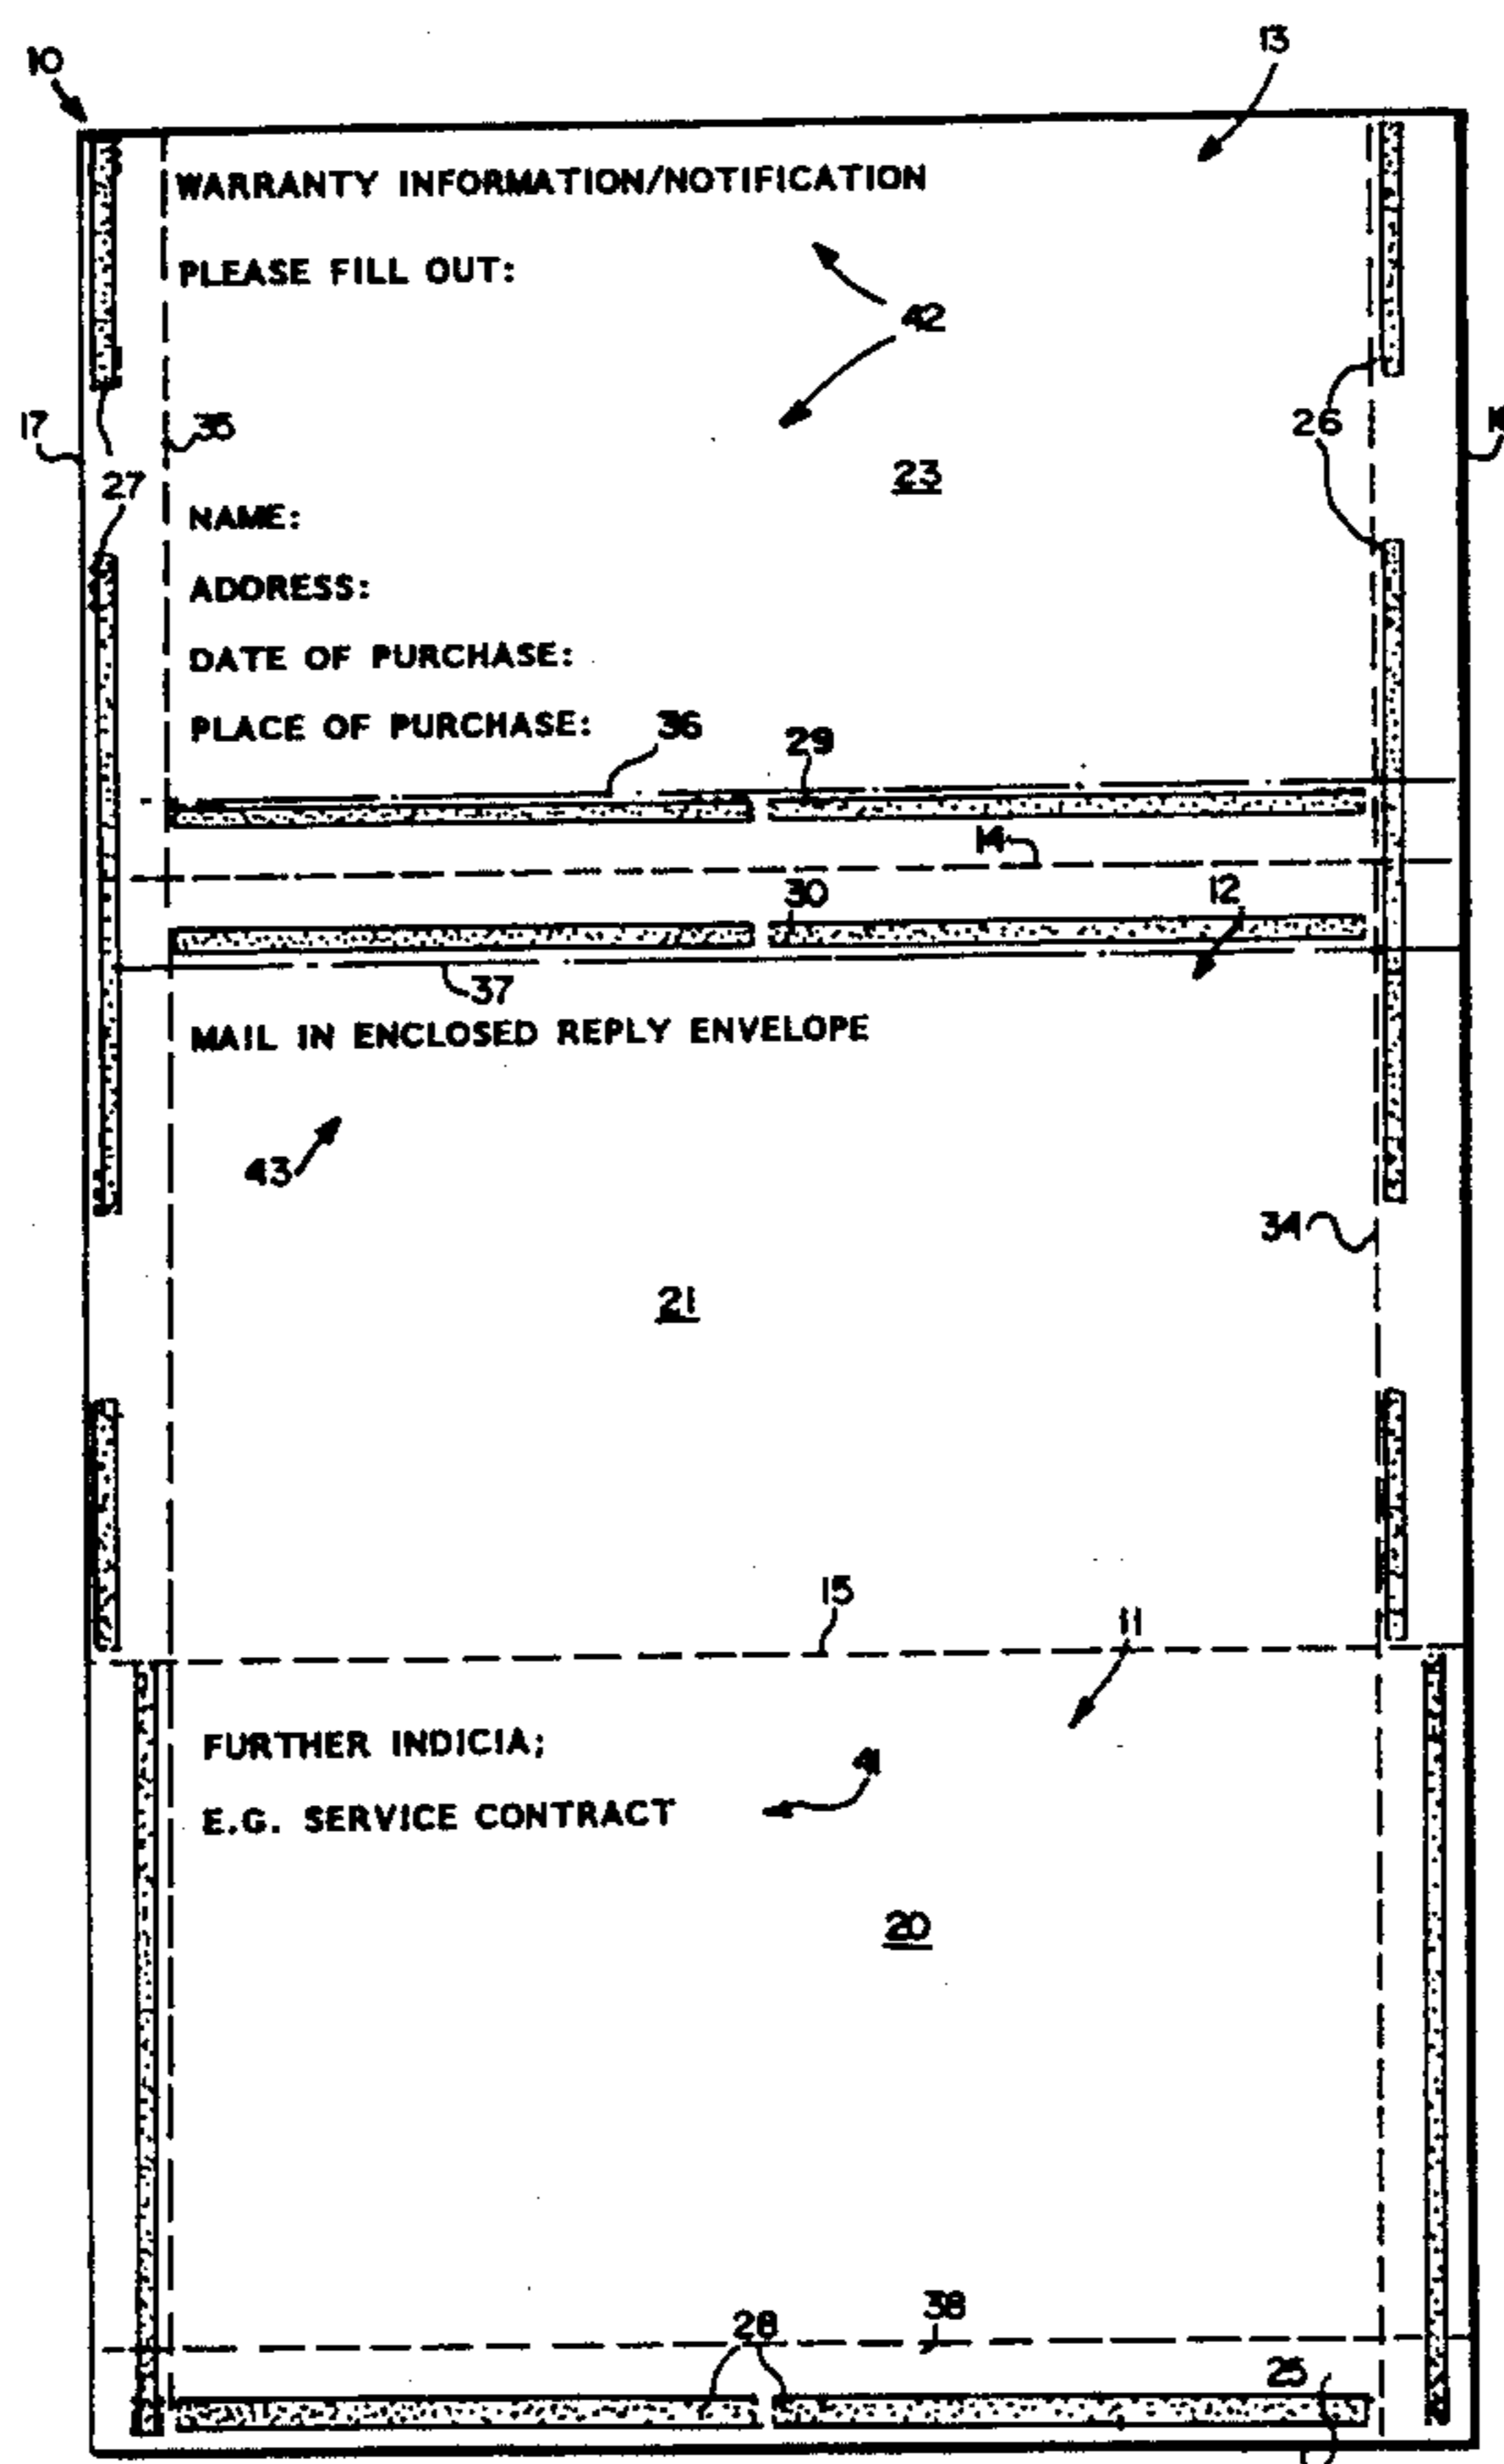 10
13
WARRANTY INFORMATION/NOTIFICATION
PLEASE FILL OUT:
42
17
35
26
27
23
NAME:
ADDRESS:
DATE OF PURCHASE:
PLACE OF PURCHASE:
36
29
14
30
12
37
MAIL IN ENCLOSED REPLY ENVELOPE
43
34
21
15
11
FURTHER INDICIA;
E.G. SERVICE CONTRACT
41
20
38
28
25